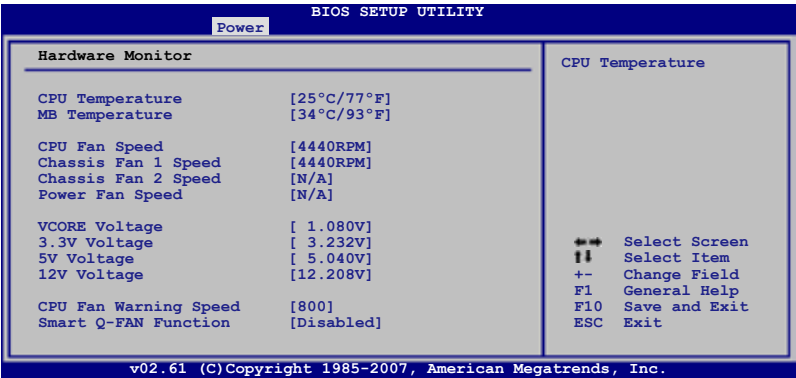 BIOS SETUP UTILITY
Power
Hardware Monitor
CPU Temperature [25°C/77°F]
MB Temperature [34°C/93°F]
CPU Fan Speed [4440RPM]
Chassis Fan 1 Speed [4440RPM]
Chassis Fan 2 Speed [N/A]
Power Fan Speed [N/A]
VCORE Voltage [ 1.080V]
3.3V Voltage [ 3.232V]
5V Voltage [ 5.040V]
12V Voltage [12.208V]
CPU Fan Warning Speed [800]
Smart Q-FAN Function [Disabled]
CPU Temperature
←→ Select Screen
↑↓ Select Item
+- Change Field
F1 General Help
F10 Save and Exit
ESC Exit
v02.61 (C)Copyright 1985-2007, American Megatrends, Inc.